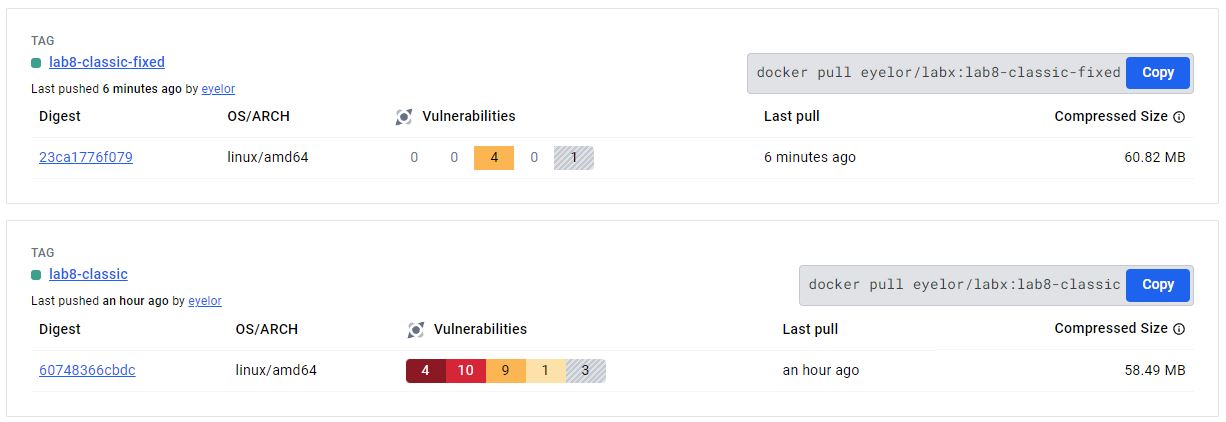 TAG
lab8-classic-fixed
docker pull eyelor/labx:lab8-classic-fixed Copy
Last pushed 6 minutes ago by eyelor
Digest OS/ARCH Vulnerabilities Last pull Compressed Size
23ca1776f079 linux/amd64 0 0 4 0 1 6 minutes ago 60.82 MB
TAG
lab8-classic
docker pull eyelor/labx:lab8-classic Copy
Last pushed an hour ago by eyelor
Digest OS/ARCH Vulnerabilities Last pull Compressed Size
60748366cbdc linux/amd64 4 10 9 1 3 an hour ago 58.49 MB